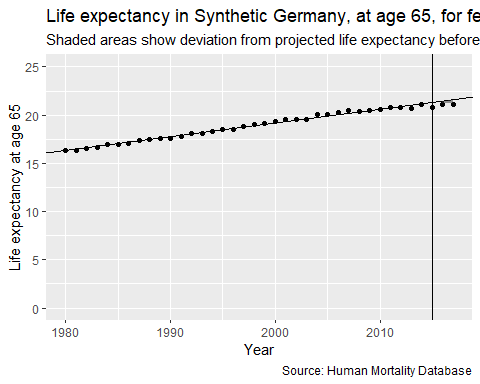 Life expectancy in Synthetic Germany, at age 65, for fe
Shaded areas show deviation from projected life expectancy before
25
20
15
10
5
0
Life expectancy at age 65
1980
1990
2000
2010
Year
Source: Human Mortality Database